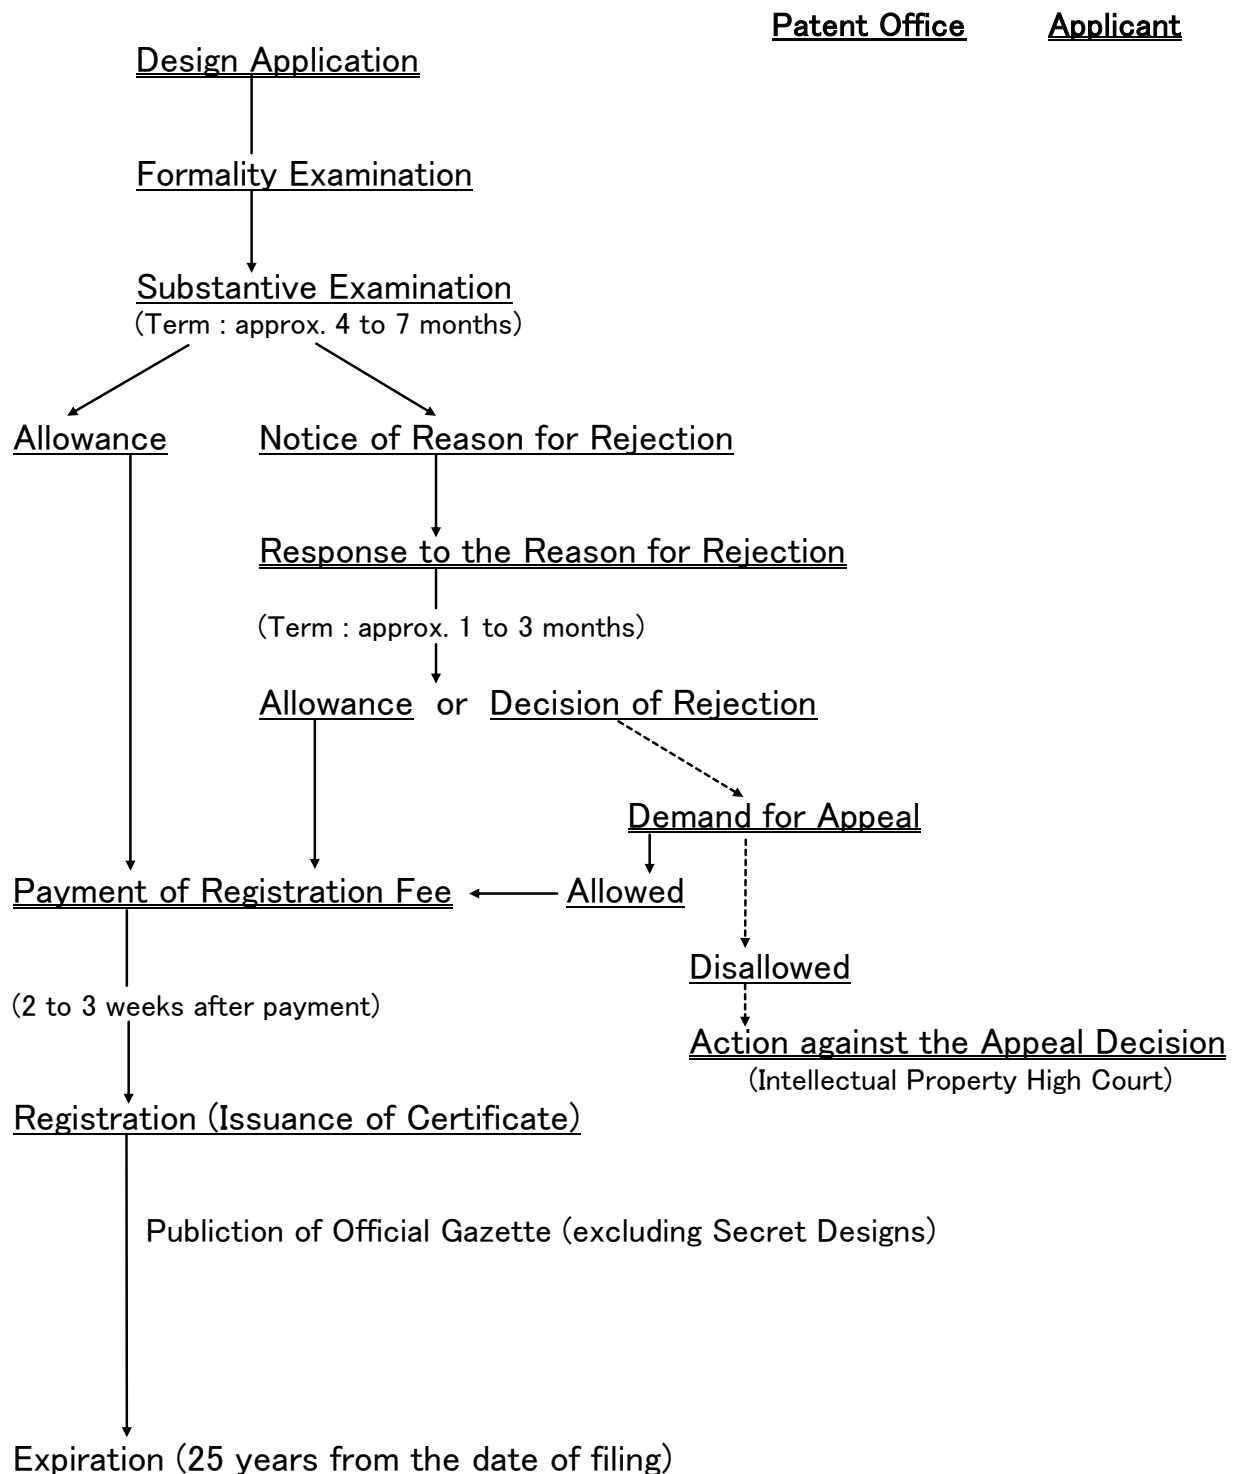 Patent Office Applicant
Design Application
Formality Examination
Substantive Examination
(Term : approx. 4 to 7 months)
Allowance Notice of Reason for Rejection
Response to the Reason for Rejection
(Term : approx. 1 to 3 months)
Allowance or Decision of Rejection
Demand for Appeal
Payment of Registration Fee Allowed
Disallowed
(2 to 3 weeks after payment)
Action against the Appeal Decision
(Intellectual Property High Court)
Registration (Issuance of Certificate)
Publiction of Official Gazette (excluding Secret Designs)
Expiration (25 years from the date of filing)